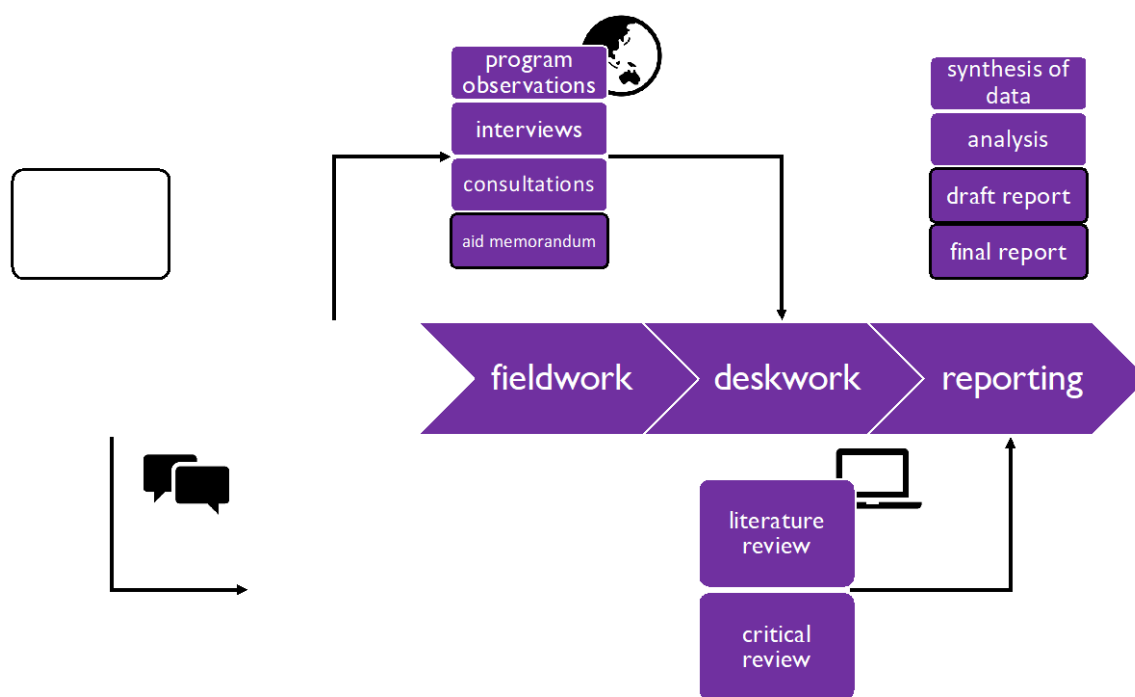 program
observations
interviews
consultations
aid memorandum
synthesis of
data
analysis
draft report
final report
fieldwork
deskwork
reporting
literature
review
critical
review